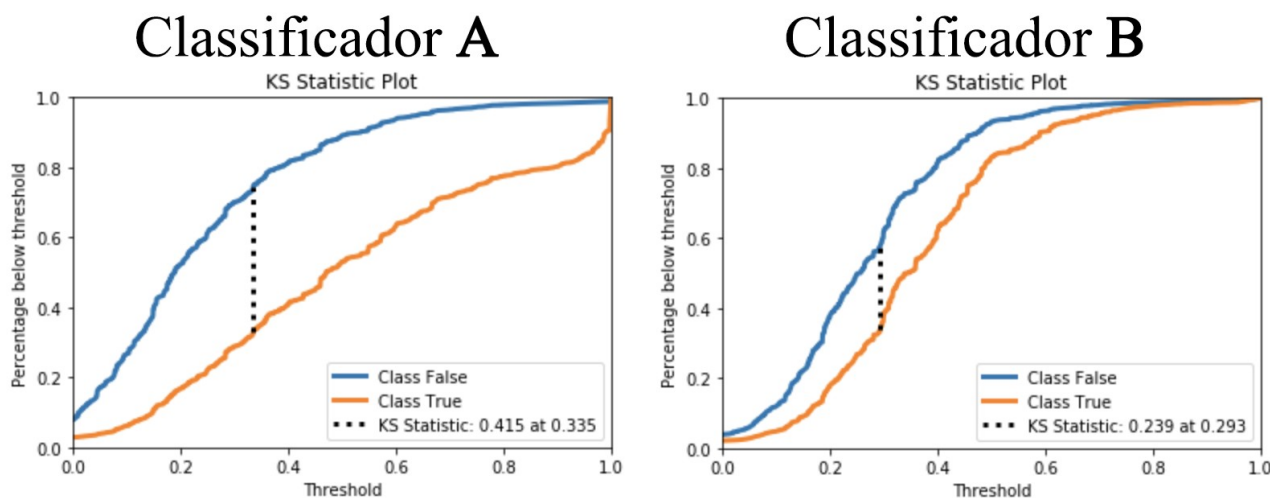 Classificador A
KS Statistic Plot
1.0
0.8
0.6
0.4
0.2
0.0
Percentage below threshold
Class False
Class True
KS Statistic: 0.415 at 0.335
0.0 0.2 0.4 0.6 0.8 1.0
Threshold
Classificador B
KS Statistic Plot
1.0
0.8
0.6
0.4
0.2
0.0
Percentage below threshold
Class False
Class True
KS Statistic: 0.239 at 0.293
0.0 0.2 0.4 0.6 0.8 1.0
Threshold